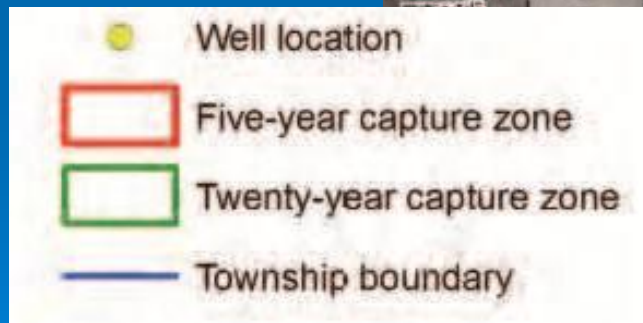 Well location
Five-year capture zone
Twenty-year capture zone
Township boundary